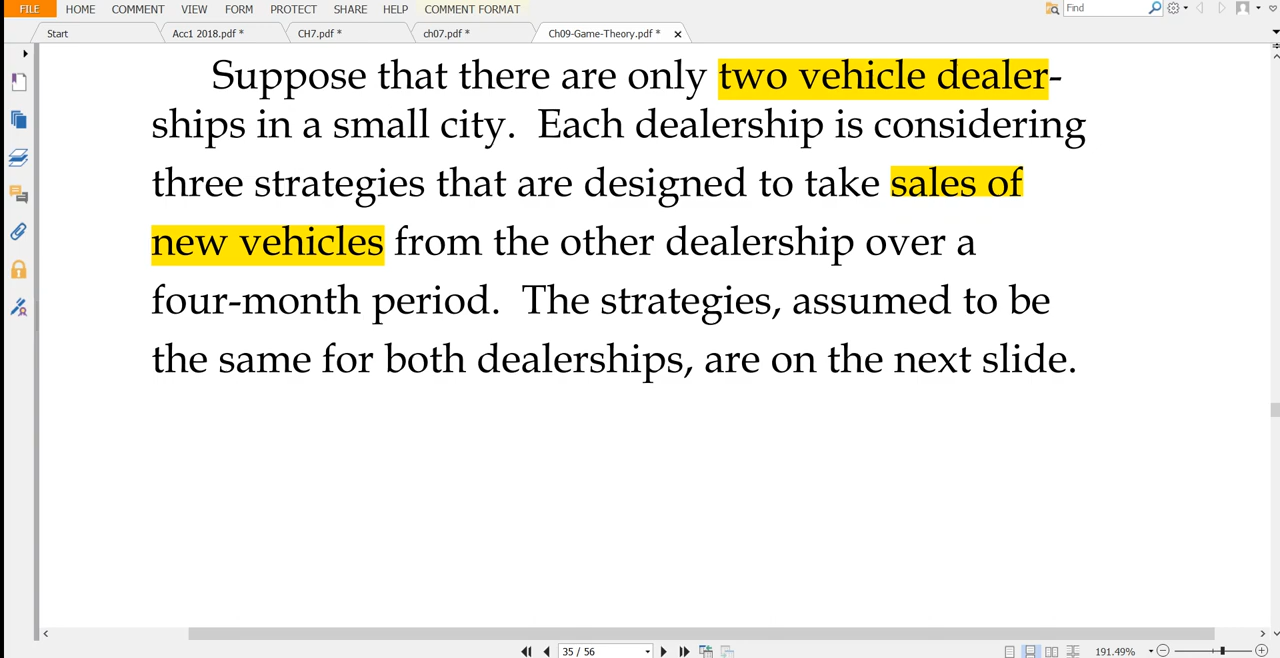 FILE HOME COMMENT VIEW FORM PROTECT SHARE HELP COMMENT FORMAT Find
Start Acc1 2018.pdf * CH7.pdf * ch07.pdf * Ch09-Game-Theory.pdf *
Suppose that there are only two vehicle dealer-
ships in a small city. Each dealership is considering
three strategies that are designed to take sales of
new vehicles from the other dealership over a
four-month period. The strategies, assumed to be
the same for both dealerships, are on the next slide.
35 / 56 191.49%